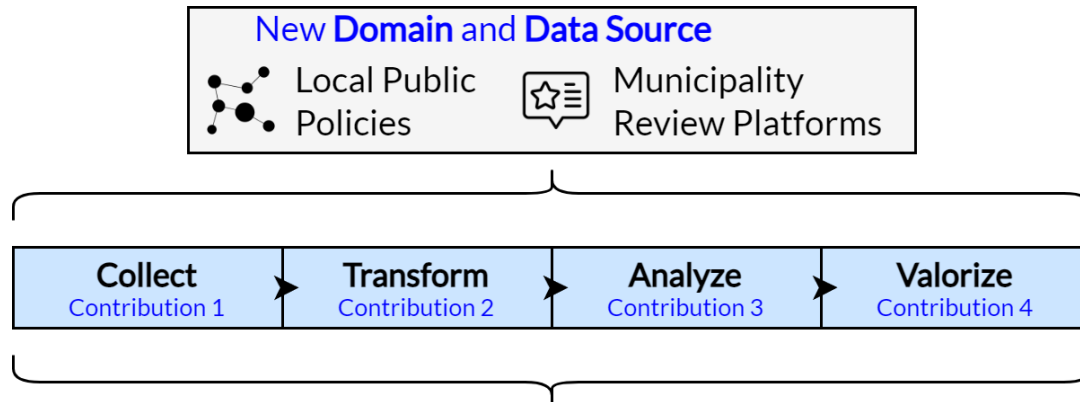 New Domain and Data Source
Local Public
Policies
Municipality
Review Platforms
Collect
Contribution 1
Transform
Contribution 2
Analyze
Contribution 3
Valorize
Contribution 4